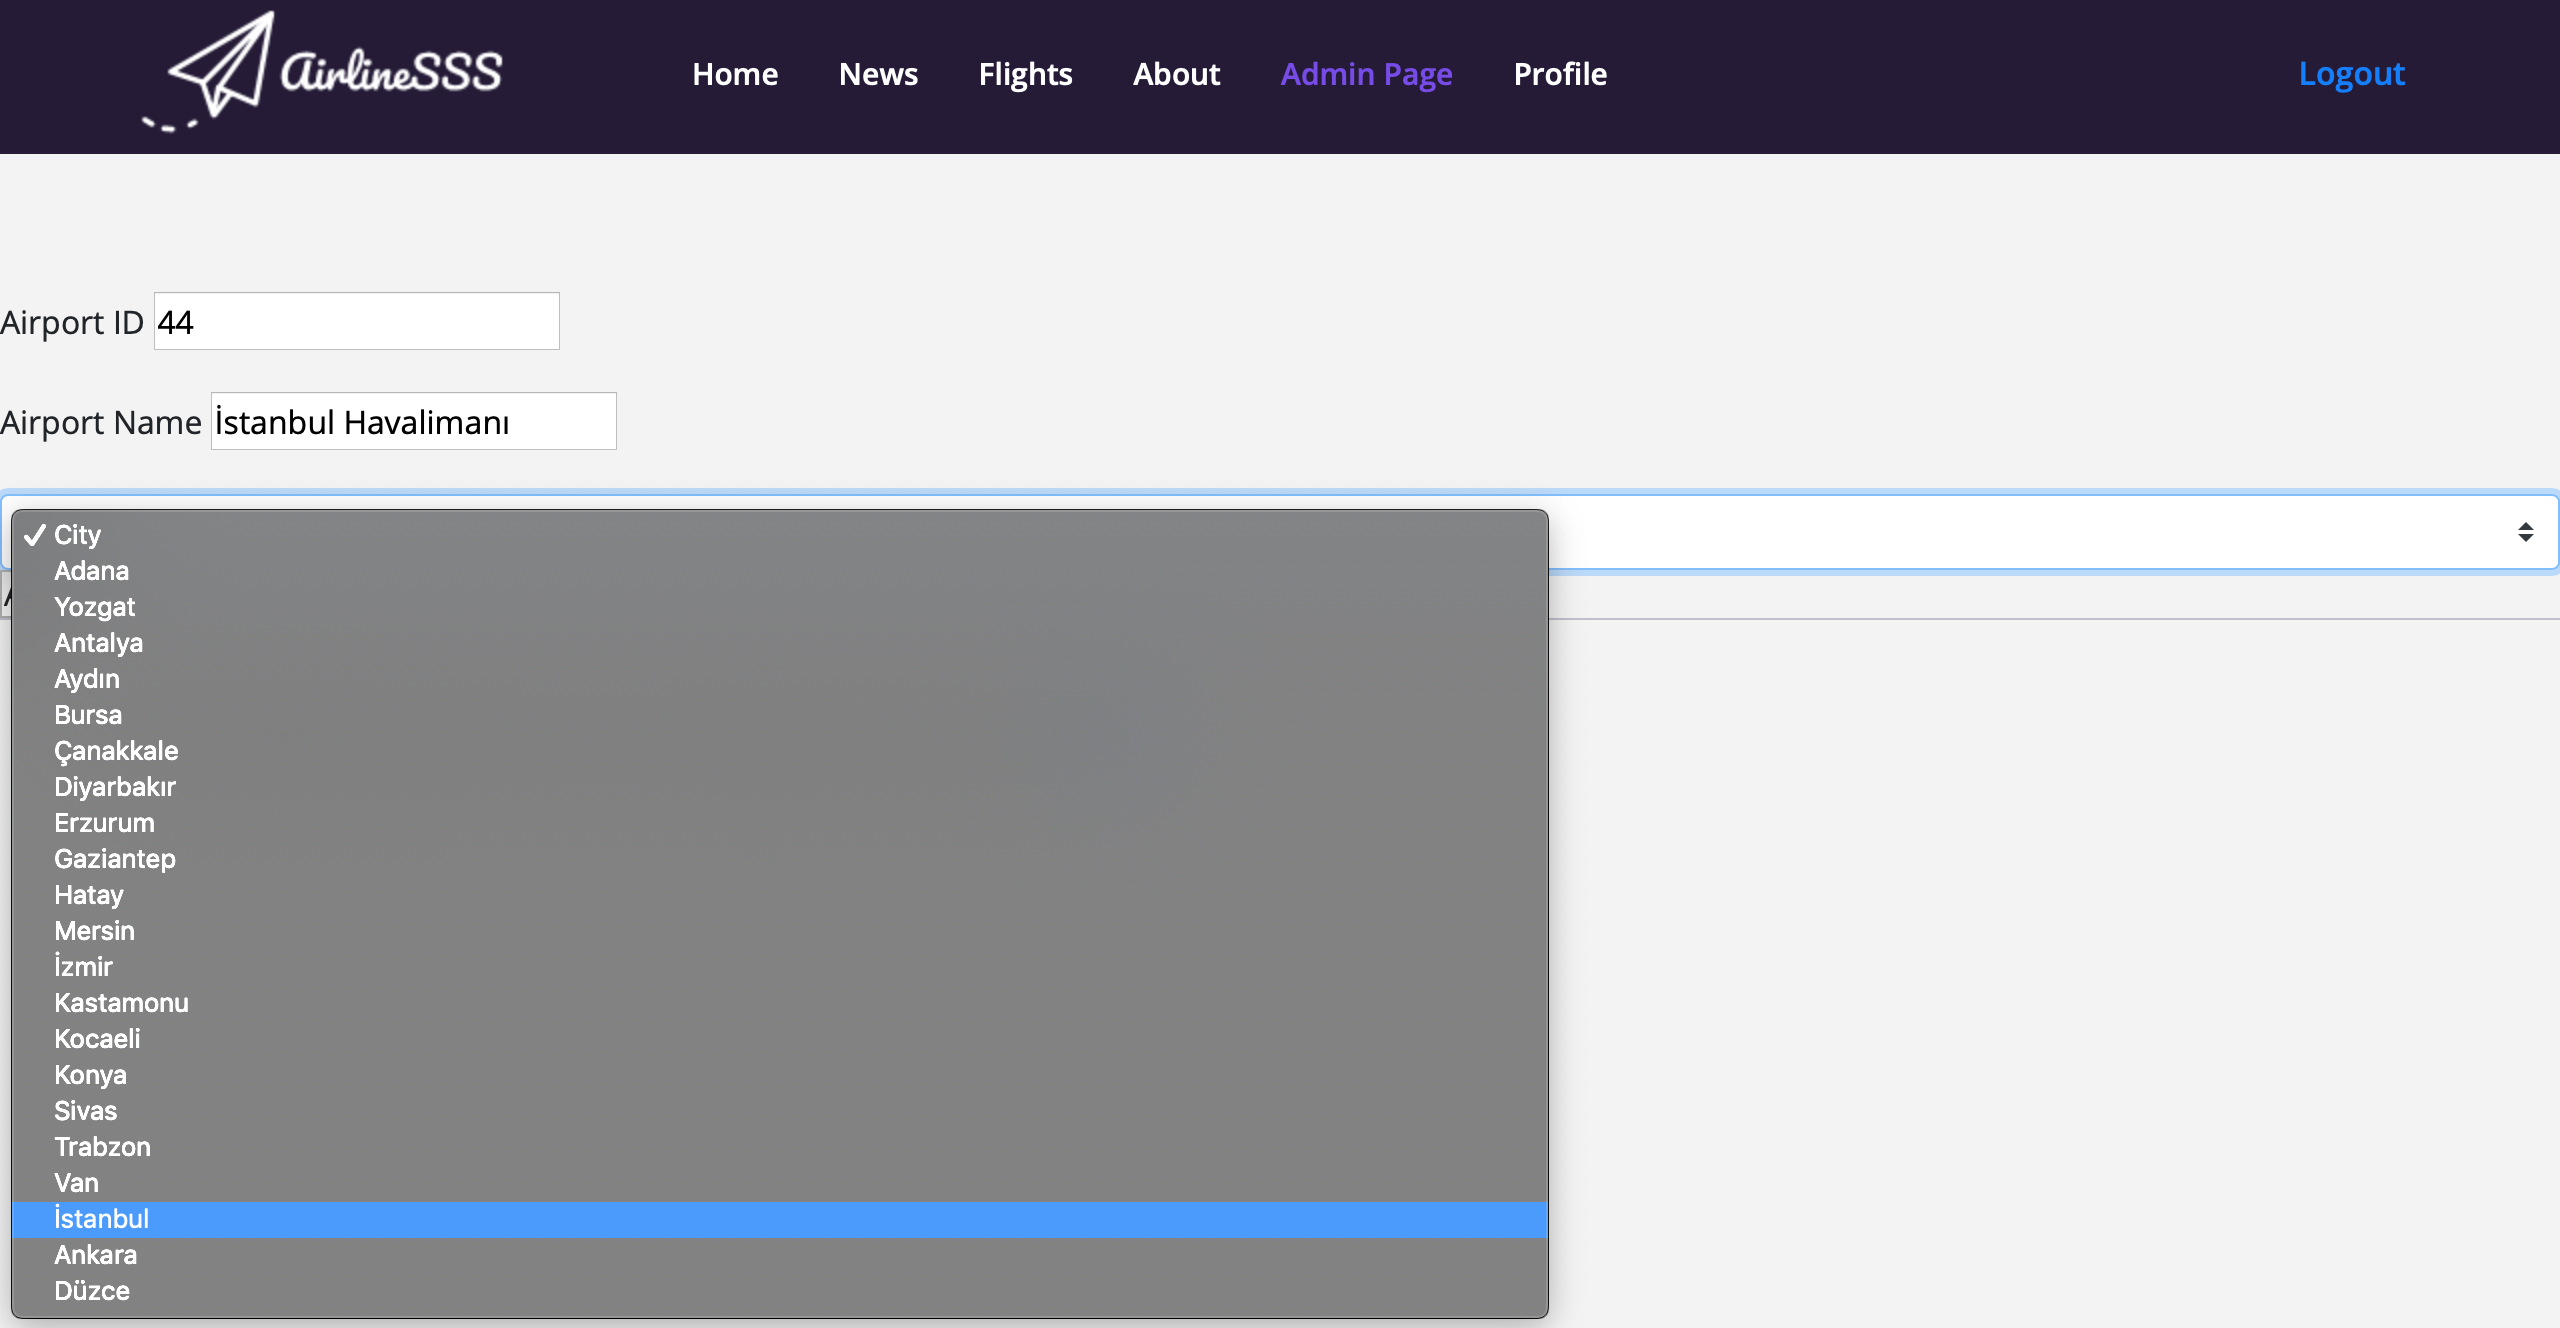 AirlineSSS Home News Flights About Admin Page Profile Logout
Airport ID 44
Airport Name İstanbul Havalimanı
✓ City
Adana
Yozgat
Antalya
Aydın
Bursa
Çanakkale
Diyarbakır
Erzurum
Gaziantep
Hatay
Mersin
İzmir
Kastamonu
Kocaeli
Konya
Sivas
Trabzon
Van
İstanbul
Ankara
Düzce